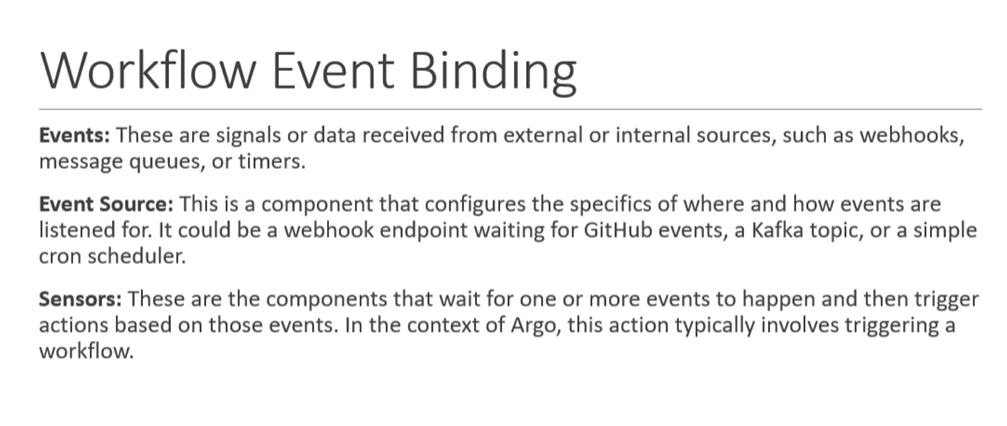 Workflow Event Binding
Events: These are signals or data received from external or internal sources, such as webhooks,
message queues, or timers.
Event Source: This is a component that configures the specifics of where and how events are
listened for. It could be a webhook endpoint waiting for GitHub events, a Kafka topic, or a simple
cron scheduler.
Sensors: These are the components that wait for one or more events to happen and then trigger
actions based on those events. In the context of Argo, this action typically involves triggering a
workflow.